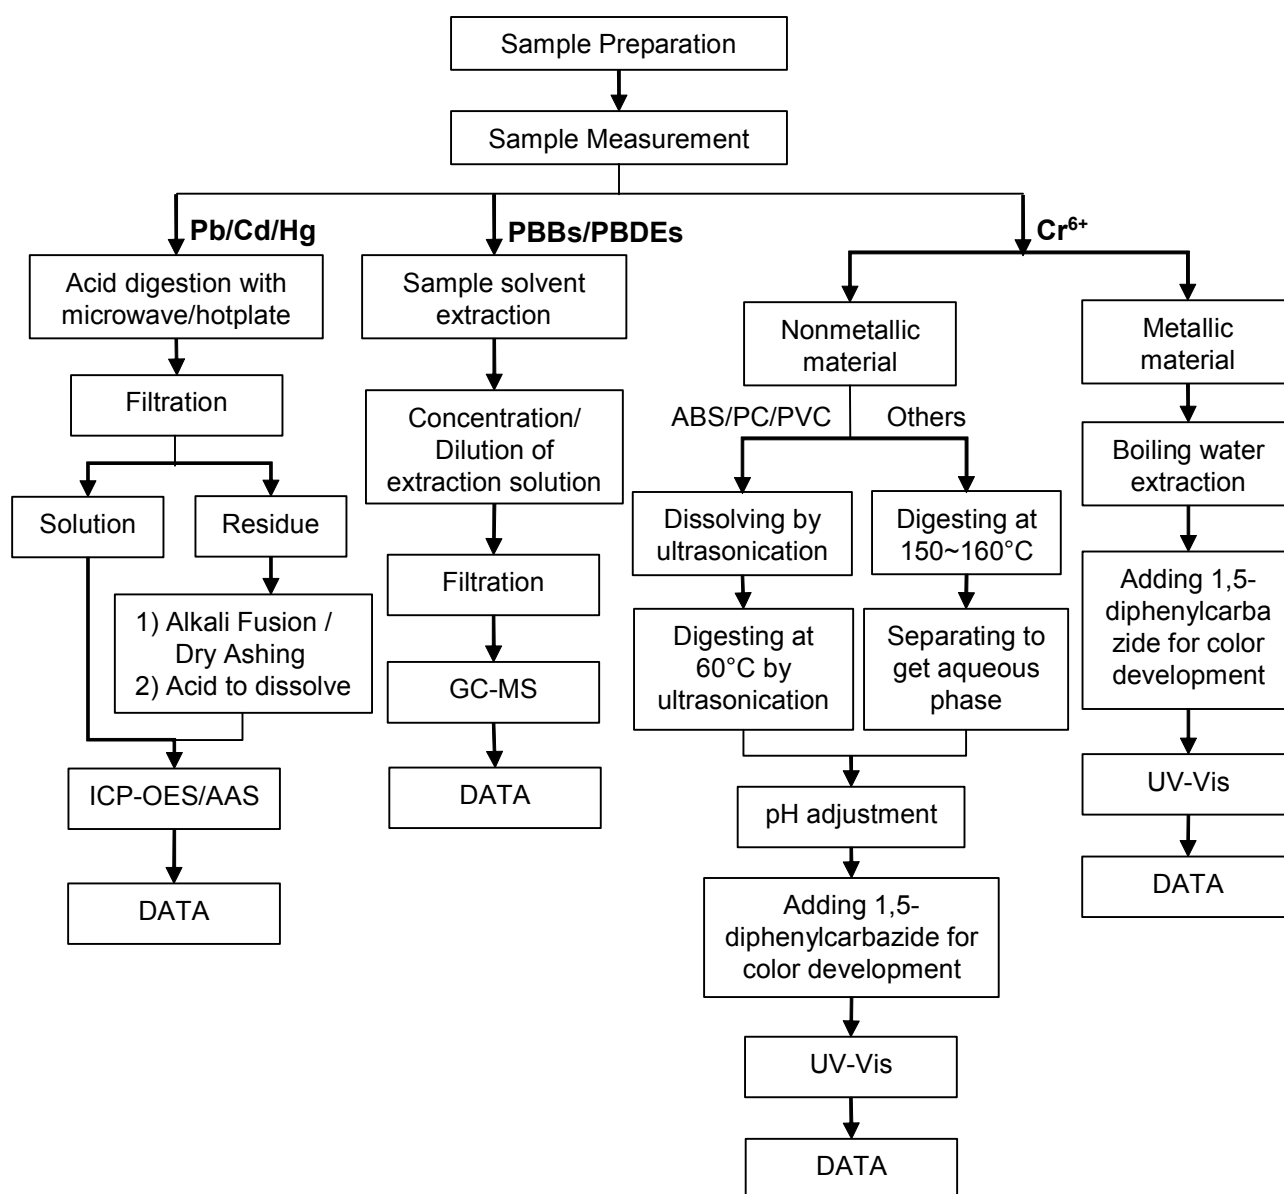 Sample Preparation
Sample Measurement
Pb/Cd/Hg
PBBs/PBDEs
Cr⁶⁺
Acid digestion with
microwave/hotplate
Filtration
Solution
Residue
1) Alkali Fusion /
Dry Ashing
2) Acid to dissolve
ICP-OES/AAS
DATA
Sample solvent
extraction
Concentration/
Dilution of
extraction solution
Filtration
GC-MS
DATA
Nonmetallic
material
ABS/PC/PVC
Others
Dissolving by
ultrasonication
Digesting at
60°C by
ultrasonication
Digesting at
150~160°C
Separating to
get aqueous
phase
pH adjustment
Adding 1,5-
diphenylcarbazide for
color development
UV-Vis
DATA
Metallic
material
Boiling water
extraction
Adding 1,5-
diphenylcarba
zide for color
development
UV-Vis
DATA